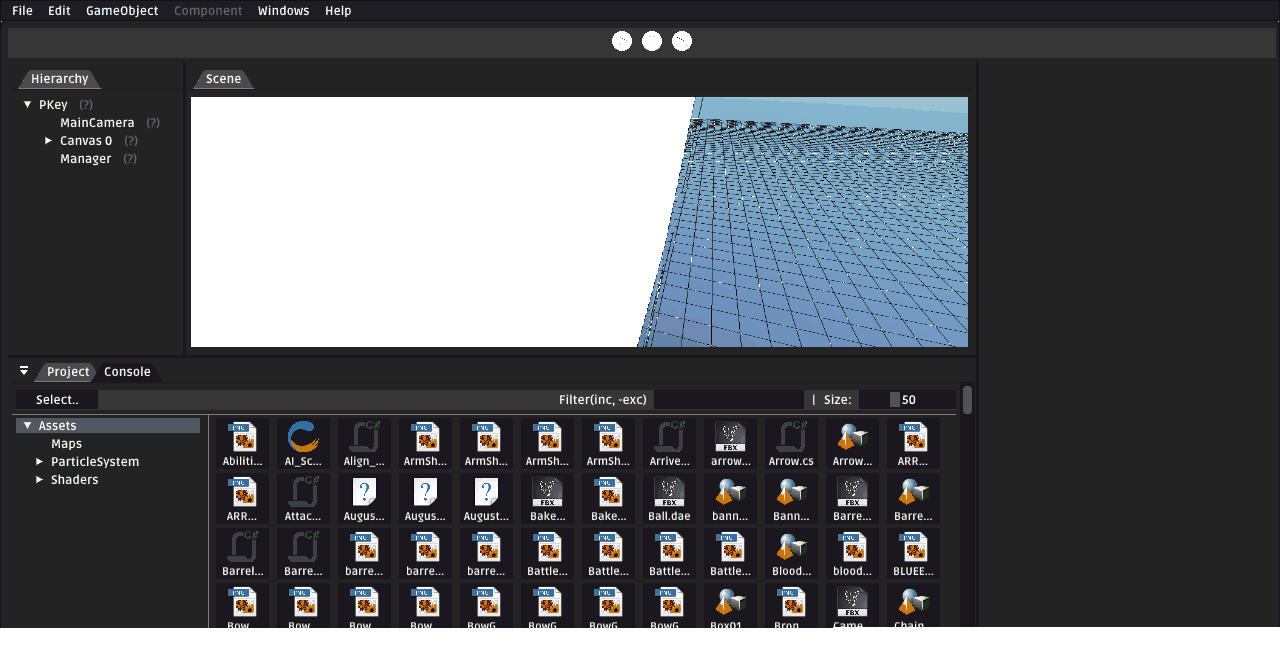 File Edit GameObject Component Windows Help
Hierarchy
Scene
PKey (?)
MainCamera (?)
Canvas 0 (?)
Manager (?)
Project Console
Select.. Filter(inc, -exc) | Size: 50
Assets
Maps
ParticleSystem
Shaders
Abiliti... AI_Sc... Align_... ArmSh... ArmSh... ArmSh... ArmSh... Arrive... arrow... Arrow.cs Arrow... ARR...
ARR... Attac... Augus... Augus... August... Bake... Bake... Ball.dae bann... Bann... Barre... Barre...
Barrel... Barre... barre... barre... barre... Battle... Battle... Battle... Battle... Blood... blood... BLUEE...
Bow... Bow... Bow... Bow... BowG... BowG... BowG... BowG... Box01... Bron... Came... Chain...